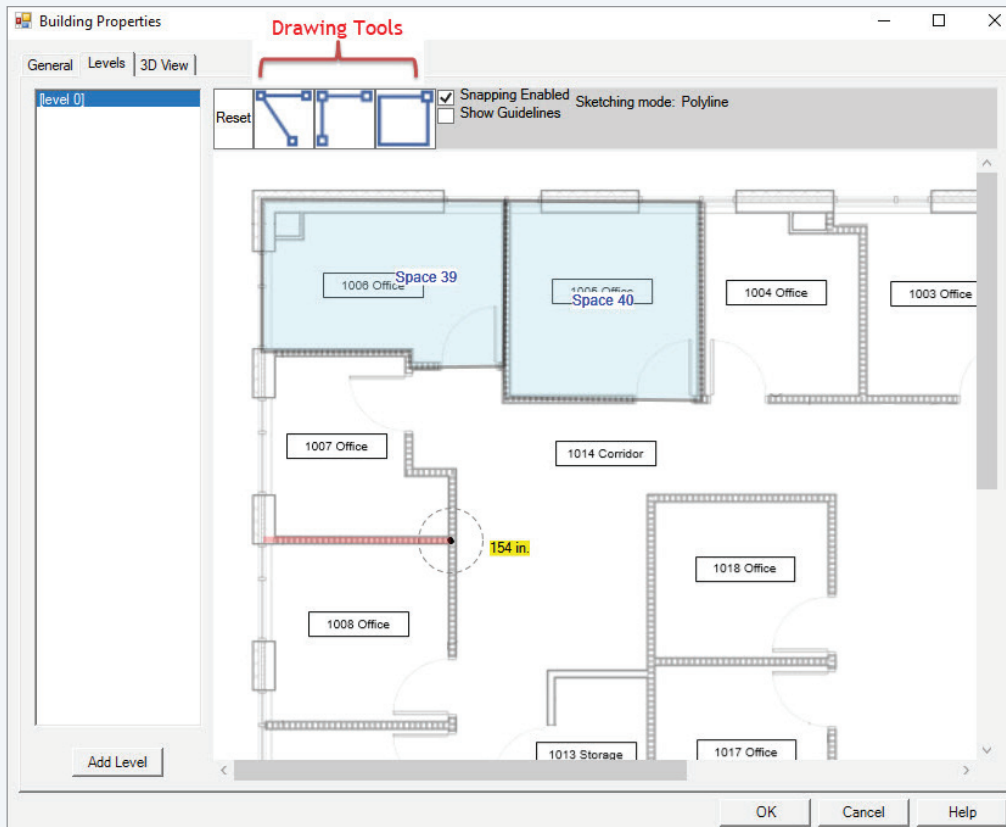 Building Properties
Drawing Tools
General Levels 3D View
[level 0]
Reset
Snapping Enabled
Show Guidelines
Sketching mode: Polyline
1006 Office
Space 39
1005 Office
Space 40
1004 Office
1003 Office
1007 Office
1014 Corridor
154 in.
1018 Office
1008 Office
1013 Storage
1017 Office
Add Level
OK Cancel Help